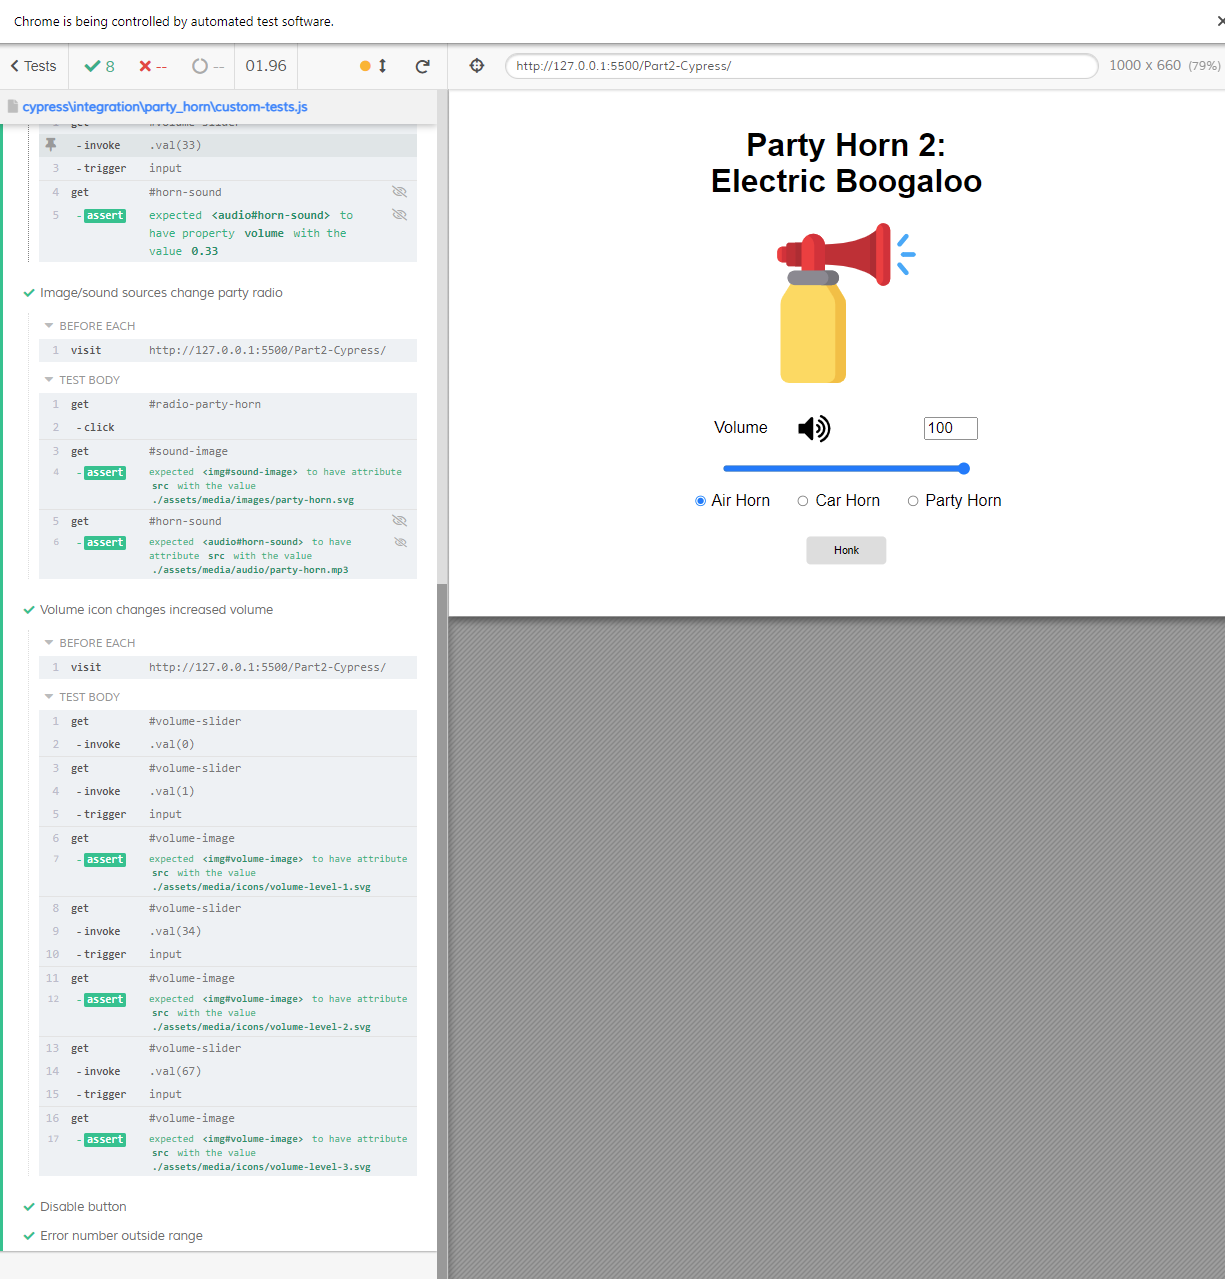 Chrome is being controlled by automated test software.
Tests 8 -- -- 01.96
http://127.0.0.1:5500/Part2-Cypress/ 1000 x 660 (79%)
cypress\integration\party_horn\custom-tests.js
get #volume-slider
- invoke .val(33)
3 - trigger input
4 get #horn-sound
5 - assert expected <audio#horn-sound> to
have property volume with the
value 0.33
Image/sound sources change party radio
BEFORE EACH
1 visit http://127.0.0.1:5500/Part2-Cypress/
TEST BODY
1 get #radio-party-horn
2 - click
3 get #sound-image
4 - assert expected <img#sound-image> to have attribute
src with the value
./assets/media/images/party-horn.svg
5 get #horn-sound
6 - assert expected <audio#horn-sound> to have
attribute src with the value
./assets/media/audio/party-horn.mp3
Volume icon changes increased volume
BEFORE EACH
1 visit http://127.0.0.1:5500/Part2-Cypress/
TEST BODY
1 get #volume-slider
2 - invoke .val(0)
3 get #volume-slider
4 - invoke .val(1)
5 - trigger input
6 get #volume-image
7 - assert expected <img#volume-image> to have attribute
src with the value
./assets/media/icons/volume-level-1.svg
8 get #volume-slider
9 - invoke .val(34)
10 - trigger input
11 get #volume-image
12 - assert expected <img#volume-image> to have attribute
src with the value
./assets/media/icons/volume-level-2.svg
13 get #volume-slider
14 - invoke .val(67)
15 - trigger input
16 get #volume-image
17 - assert expected <img#volume-image> to have attribute
src with the value
./assets/media/icons/volume-level-3.svg
Disable button
Error number outside range
Party Horn 2:
Electric Boogaloo
Volume 100
Air Horn Car Horn Party Horn
Honk